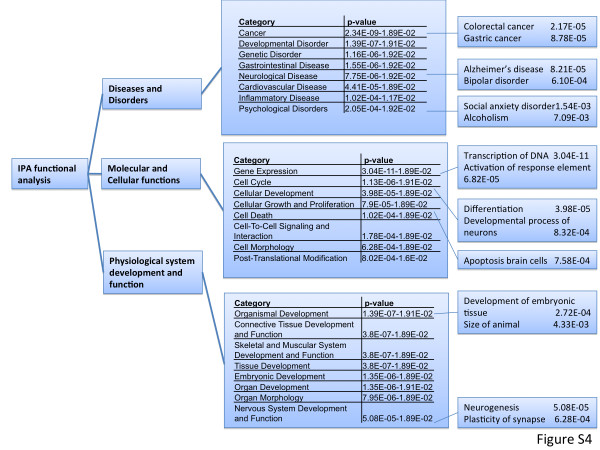 IPA functional
analysis
Diseases and
Disorders
Category p-value
Cancer 2.34E-09-1.89E-02
Developmental Disorder 1.39E-07-1.91E-02
Genetic Disorder 1.16E-06-1.92E-02
Gastrointestinal Disease 1.55E-06-1.92E-02
Neurological Disease 7.75E-06-1.92E-02
Cardiovascular Disease 4.41E-05-1.89E-02
Inflammatory Disease 1.02E-04-1.17E-02
Psychological Disorders 2.05E-04-1.92E-02
Colorectal cancer 2.17E-05
Gastric cancer 8.78E-05
Alzheimer's disease 8.21E-05
Bipolar disorder 6.10E-04
Social anxiety disorder1.54E-03
Alcoholism 7.09E-03
Molecular and
Cellular functions
Category p-value
Gene Expression 3.04E-11-1.89E-02
Cell Cycle 1.13E-06-1.91E-02
Cellular Development 3.98E-05-1.89E-02
Cellular Growth and Proliferation 7.9E-05-1.89E-02
Cell Death 1.02E-04-1.89E-02
Cell-To-Cell Signaling and
Interaction 1.78E-04-1.89E-02
Cell Morphology 6.28E-04-1.89E-02
Post-Translational Modification 8.02E-04-1.6E-02
Transcription of DNA 3.04E-11
Activation of response element
6.82E-05
Differentiation 3.98E-05
Developmental process of
neurons 8.32E-04
Apoptosis brain cells 7.58E-04
Physiological system
development and
function
Category p-value
Organismal Development 1.39E-07-1.91E-02
Connective Tissue Development
and Function 3.8E-07-1.89E-02
Skeletal and Muscular System
Development and Function 3.8E-07-1.89E-02
Tissue Development 3.8E-07-1.89E-02
Embryonic Development 1.35E-06-1.89E-02
Organ Development 1.35E-06-1.91E-02
Organ Morphology 7.95E-06-1.89E-02
Nervous System Development
and Function 5.08E-05-1.89E-02
Development of embryonic
tissue 2.72E-04
Size of animal 4.33E-03
Neurogenesis 5.08E-05
Plasticity of synapse 6.28E-04
Figure S4